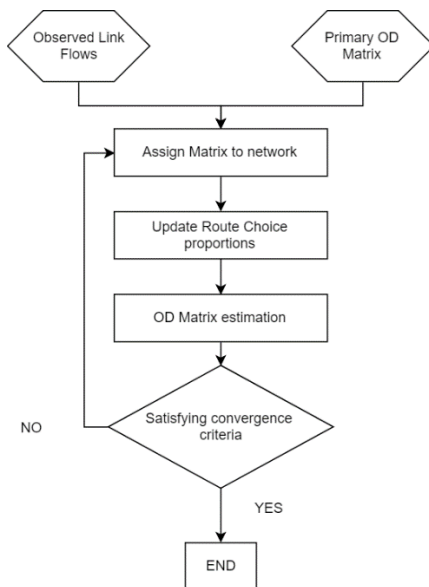 Observed Link
Flows
Primary OD
Matrix
Assign Matrix to network
Update Route Choice
proportions
OD Matrix estimation
Satisfying convergence
criteria
NO
YES
END